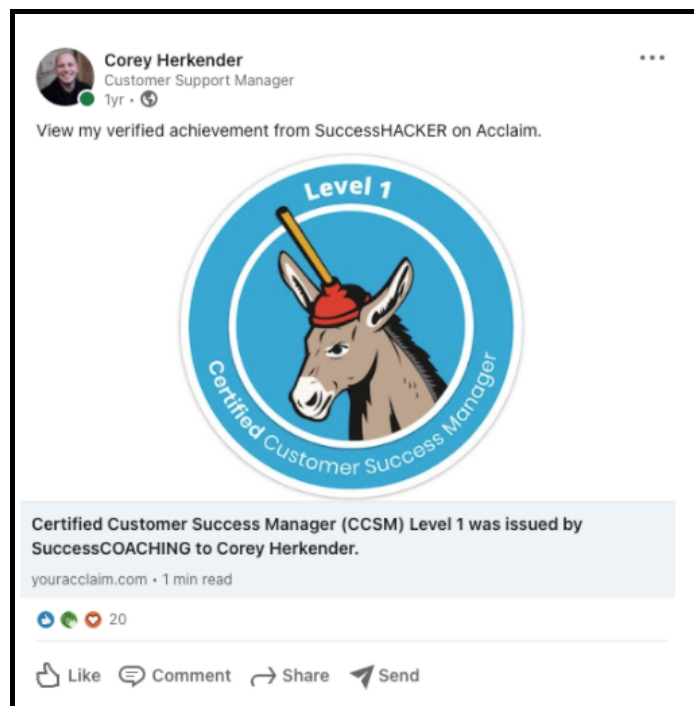 Corey Herkender
Customer Support Manager
1yr •
View my verified achievement from SuccessHACKER on Acclaim.
Level 1
Certified Customer Success Manager
Certified Customer Success Manager (CCSM) Level 1 was issued by
SuccessCOACHING to Corey Herkender.
youracclaim.com • 1 min read
20
Like Comment Share Send